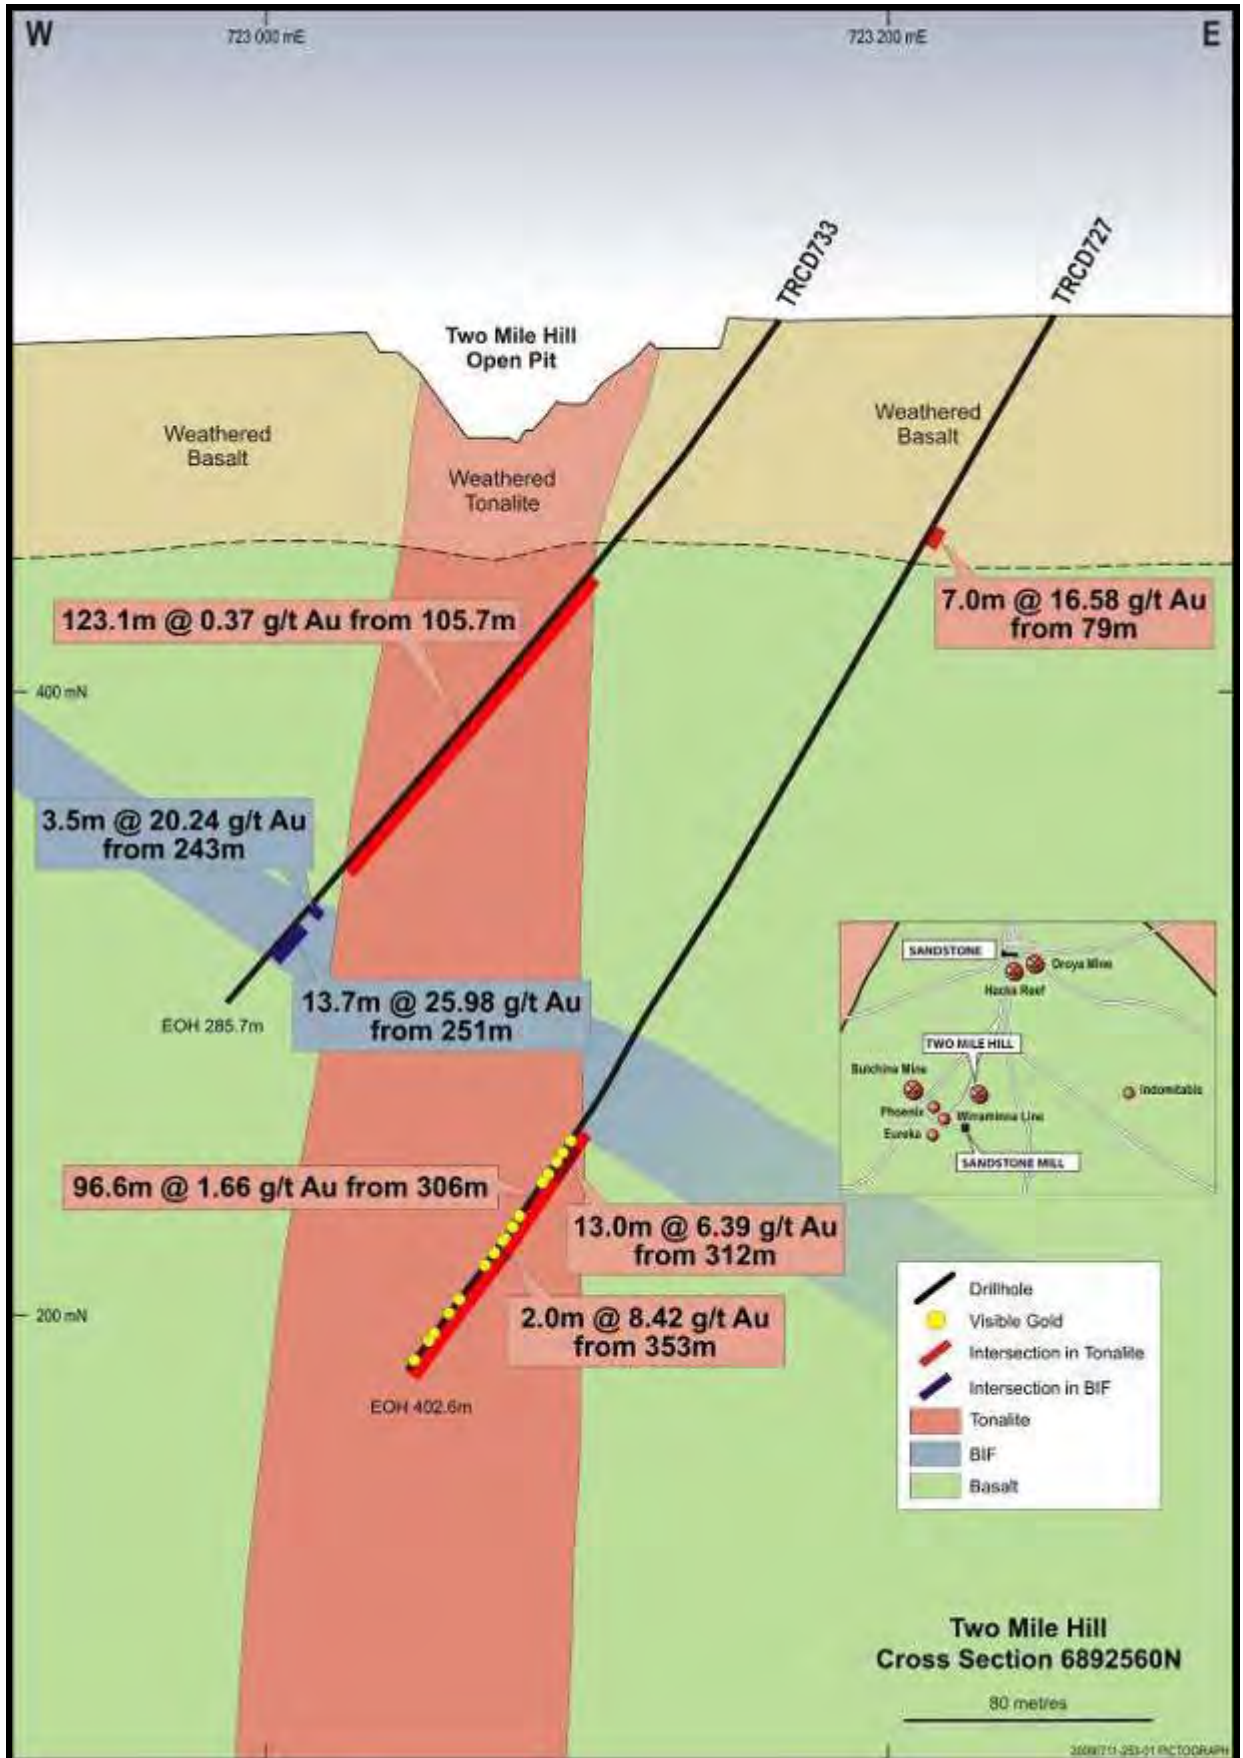 W
723 000 mE
723 200 mE
E
TRCD733
TRCD727
Two Mile Hill
Open Pit
Weathered
Basalt
Weathered
Basalt
Weathered
Tonalite
123.1m @ 0.37 g/t Au from 105.7m
7.0m @ 16.58 g/t Au
from 79m
400 mN
3.5m @ 20.24 g/t Au
from 243m
13.7m @ 25.98 g/t Au
from 251m
EOH 285.7m
SANDSTONE
Oroya Mine
Hacks Reef
TWO MILE HILL
Bulchina Mine
Indomitable
Phoenix
Wirraminna Line
Eureka
SANDSTONE MILL
96.6m @ 1.66 g/t Au from 306m
13.0m @ 6.39 g/t Au
from 312m
200 mN
2.0m @ 8.42 g/t Au
from 353m
EOH 402.6m
Drillhole
Visible Gold
Intersection in Tonalite
Intersection in BIF
Tonalite
BIF
Basalt
Two Mile Hill
Cross Section 6892560N
80 metres